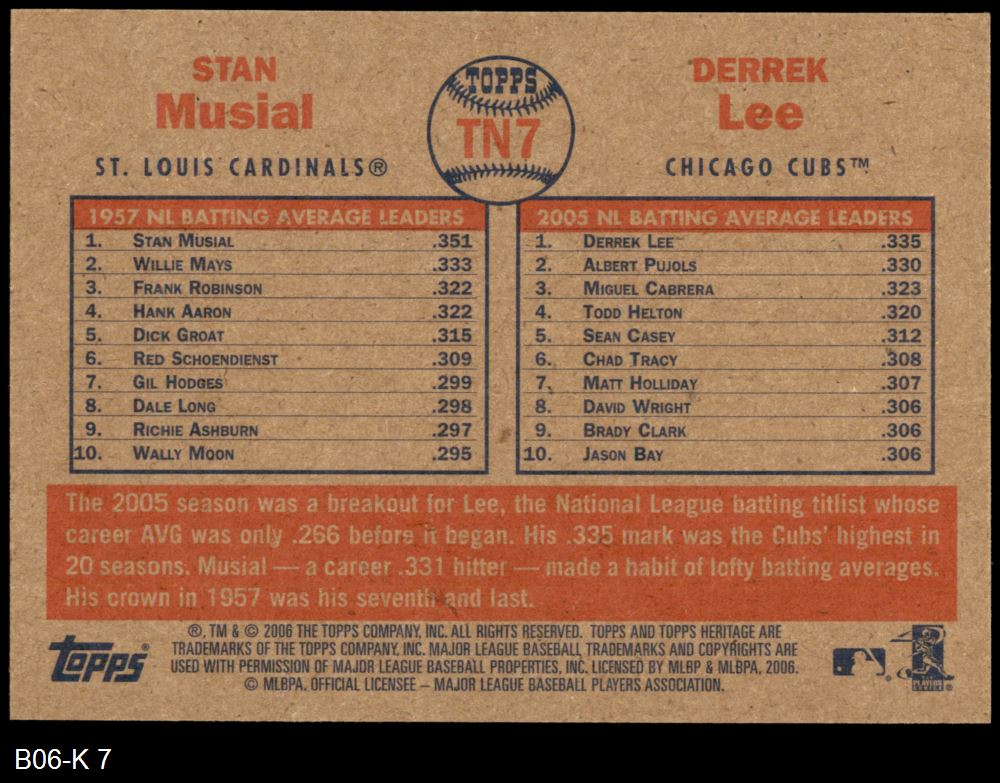 STAN
Musial
ST. LOUIS CARDINALS®
TOPPS
TN7
DERREK
Lee
CHICAGO CUBS™
1957 NL BATTING AVERAGE LEADERS
1. STAN MUSIAL .351
2. WILLIE MAYS .333
3. FRANK ROBINSON .322
4. HANK AARON .322
5. DICK GROAT .315
6. RED SCHOENDIENST .309
7. GIL HODGES .299
8. DALE LONG .298
9. RICHIE ASHBURN .297
10. WALLY MOON .295
2005 NL BATTING AVERAGE LEADERS
1. DERREK LEE .335
2. ALBERT PUJOLS .330
3. MIGUEL CABRERA .323
4. TODD HELTON .320
5. SEAN CASEY .312
6. CHAD TRACY .308
7. MATT HOLLIDAY .307
8. DAVID WRIGHT .306
9. BRADY CLARK .306
10. JASON BAY .306
The 2005 season was a breakout for Lee, the National League batting titlist whose
career AVG was only .266 before it began. His .335 mark was the Cubs' highest in
20 seasons. Musial — a career .331 hitter — made a habit of lofty batting averages.
His crown in 1957 was his seventh and last.
Topps®
®, TM & © 2006 THE TOPPS COMPANY, INC. ALL RIGHTS RESERVED. TOPPS AND TOPPS HERITAGE ARE
TRADEMARKS OF THE TOPPS COMPANY, INC. MAJOR LEAGUE BASEBALL TRADEMARKS AND COPYRIGHTS ARE
USED WITH PERMISSION OF MAJOR LEAGUE BASEBALL PROPERTIES, INC. LICENSED BY MLBP & MLBPA, 2006.
© MLBPA. OFFICIAL LICENSEE – MAJOR LEAGUE BASEBALL PLAYERS ASSOCIATION.
PLAYERS
B06-K 7